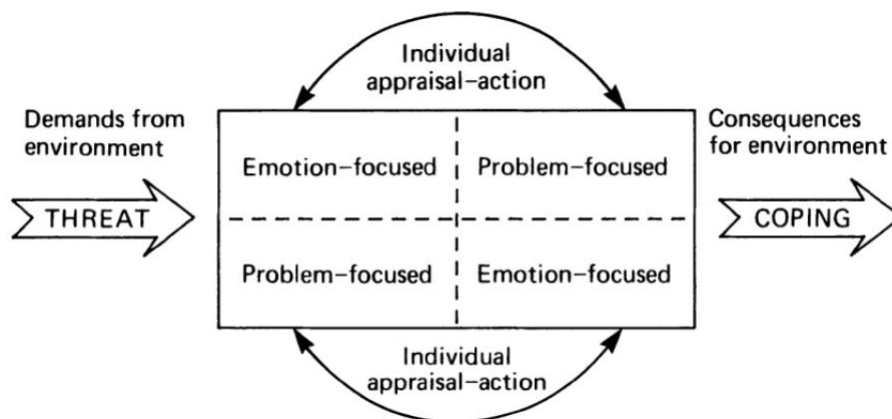 Individual
appraisal–action
Demands from
environment
Consequences
for environment
Emotion–focused
Problem–focused
THREAT
COPING
Problem–focused
Emotion–focused
Individual
appraisal–action